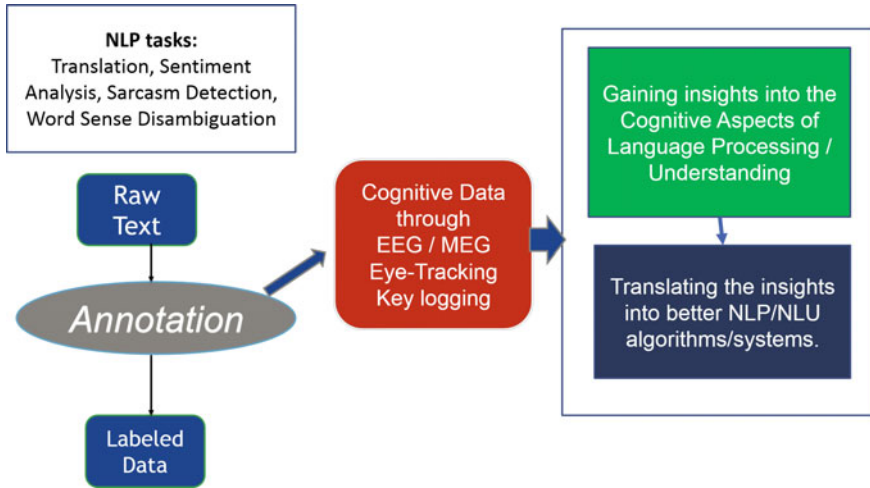 NLP tasks:
Translation, Sentiment
Analysis, Sarcasm Detection,
Word Sense Disambiguation
Raw
Text
Annotation
Labeled
Data
Cognitive Data
through
EEG / MEG
Eye-Tracking
Key logging
Gaining insights into the
Cognitive Aspects of
Language Processing /
Understanding
Translating the insights
into better NLP/NLU
algorithms/systems.